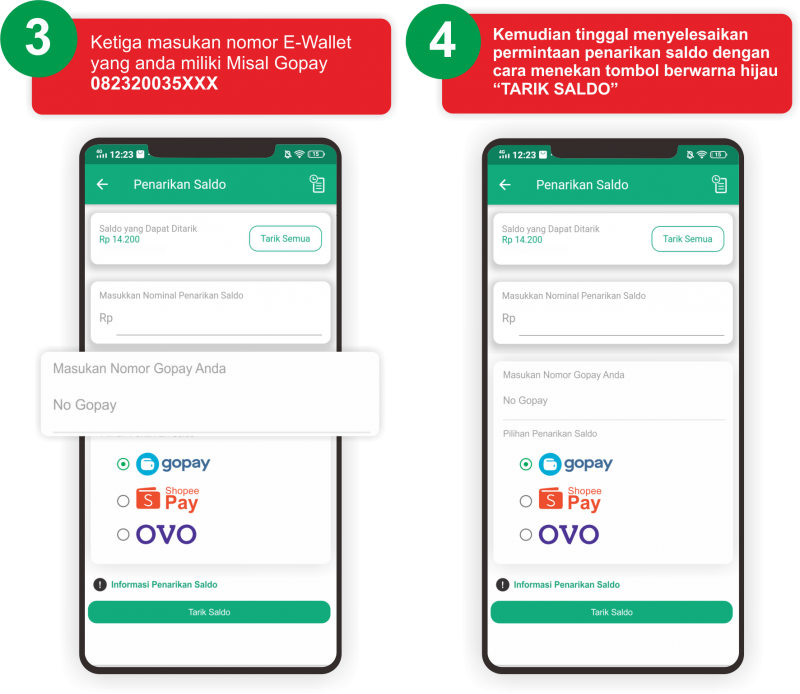 3
Ketiga masukan nomor E-Wallet
yang anda miliki Misal Gopay
082320035XXX
4G 12:23
15
Penarikan Saldo
Saldo yang Dapat Ditarik
Rp 14.200
Tarik Semua
Masukkan Nominal Penarikan Saldo
Rp
Masukan Nomor Gopay Anda
No Gopay
gopay
S Shopee
Pay
OVO
! Informasi Penarikan Saldo
Tarik Saldo
4
Kemudian tinggal menyelesaikan
permintaan penarikan saldo dengan
cara menekan tombol berwarna hijau
“TARIK SALDO”
4G 12:23
15
Penarikan Saldo
Saldo yang Dapat Ditarik
Rp 14.200
Tarik Semua
Masukkan Nominal Penarikan Saldo
Rp
Masukan Nomor Gopay Anda
No Gopay
Pilihan Penarikan Saldo
gopay
S Shopee
Pay
OVO
! Informasi Penarikan Saldo
Tarik Saldo